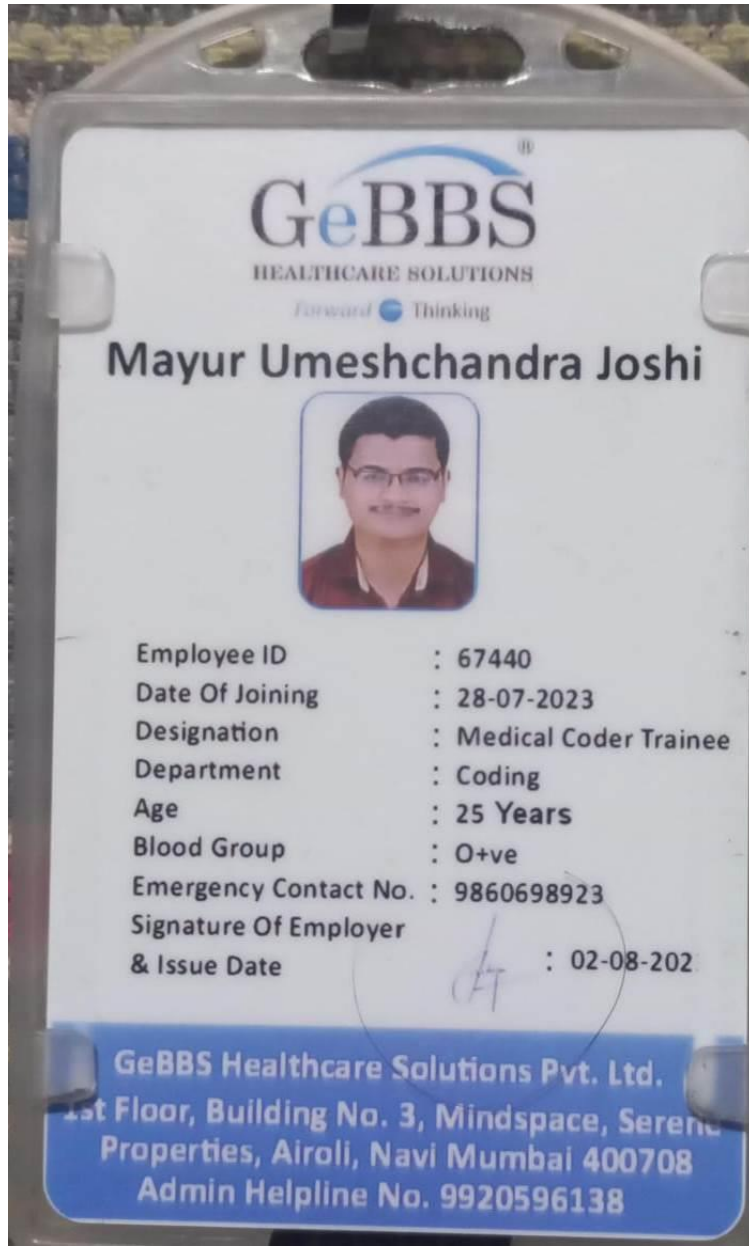 ®
GeBBS
HEALTHCARE SOLUTIONS
Forward Thinking
Mayur Umeshchandra Joshi
Employee ID : 67440
Date Of Joining : 28-07-2023
Designation : Medical Coder Trainee
Department : Coding
Age : 25 Years
Blood Group : O+ve
Emergency Contact No. : 9860698923
Signature Of Employer
& Issue Date : 02-08-202
GeBBS Healthcare Solutions Pvt. Ltd.
1st Floor, Building No. 3, Mindspace, Serene
Properties, Airoli, Navi Mumbai 400708
Admin Helpline No. 9920596138